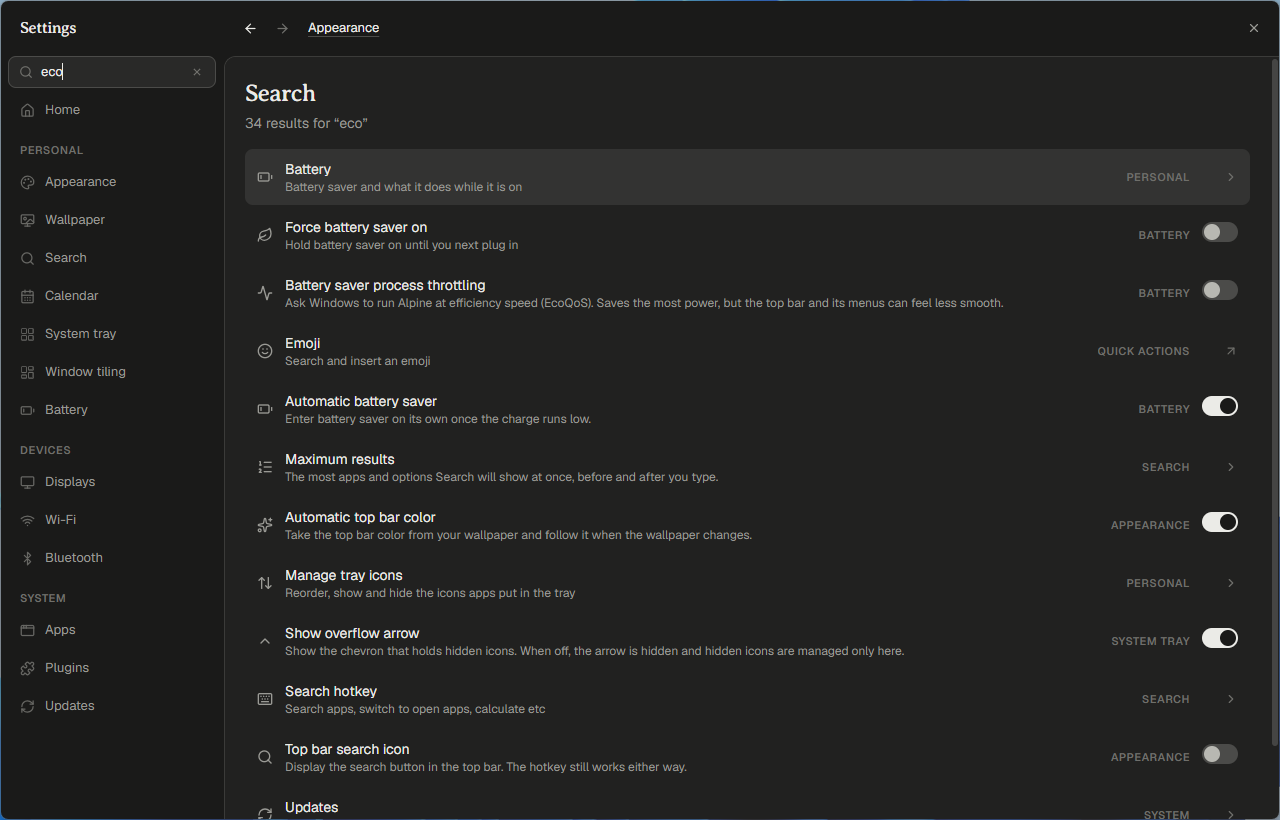 Settings
Appearance
eco
Home
PERSONAL
Appearance
Wallpaper
Search
Calendar
System tray
Window tiling
Battery
DEVICES
Displays
Wi-Fi
Bluetooth
SYSTEM
Apps
Plugins
Updates
Search
34 results for “eco”
Battery
Battery saver and what it does while it is on
PERSONAL
Force battery saver on
Hold battery saver on until you next plug in
BATTERY
Battery saver process throttling
Ask Windows to run Alpine at efficiency speed (EcoQoS). Saves the most power, but the top bar and its menus can feel less smooth.
BATTERY
Emoji
Search and insert an emoji
QUICK ACTIONS
Automatic battery saver
Enter battery saver on its own once the charge runs low.
BATTERY
Maximum results
The most apps and options Search will show at once, before and after you type.
SEARCH
Automatic top bar color
Take the top bar color from your wallpaper and follow it when the wallpaper changes.
APPEARANCE
Manage tray icons
Reorder, show and hide the icons apps put in the tray
PERSONAL
Show overflow arrow
Show the chevron that holds hidden icons. When off, the arrow is hidden and hidden icons are managed only here.
SYSTEM TRAY
Search hotkey
Search apps, switch to open apps, calculate etc
SEARCH
Top bar search icon
Display the search button in the top bar. The hotkey still works either way.
APPEARANCE
Updates
SYSTEM